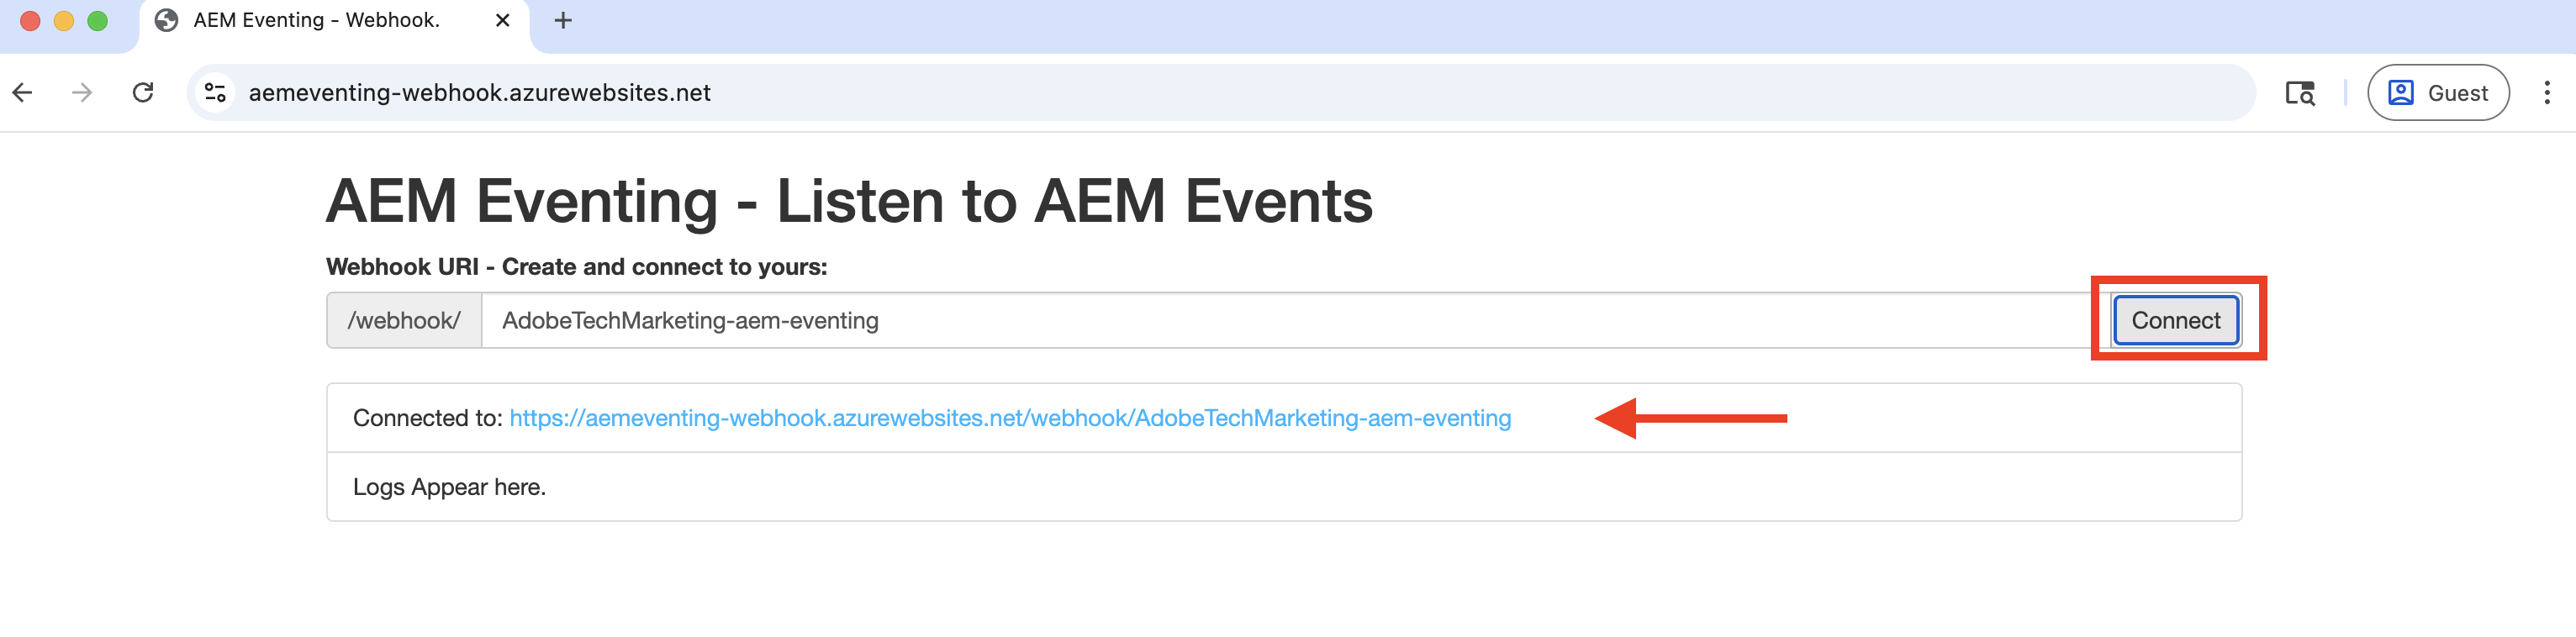 AEM Eventing - Webhook.
aemeventing-webhook.azurewebsites.net
Guest
AEM Eventing - Listen to AEM Events
Webhook URI - Create and connect to yours:
/webhook/ AdobeTechMarketing-aem-eventing Connect
Connected to: https://aemeventing-webhook.azurewebsites.net/webhook/AdobeTechMarketing-aem-eventing
Logs Appear here.